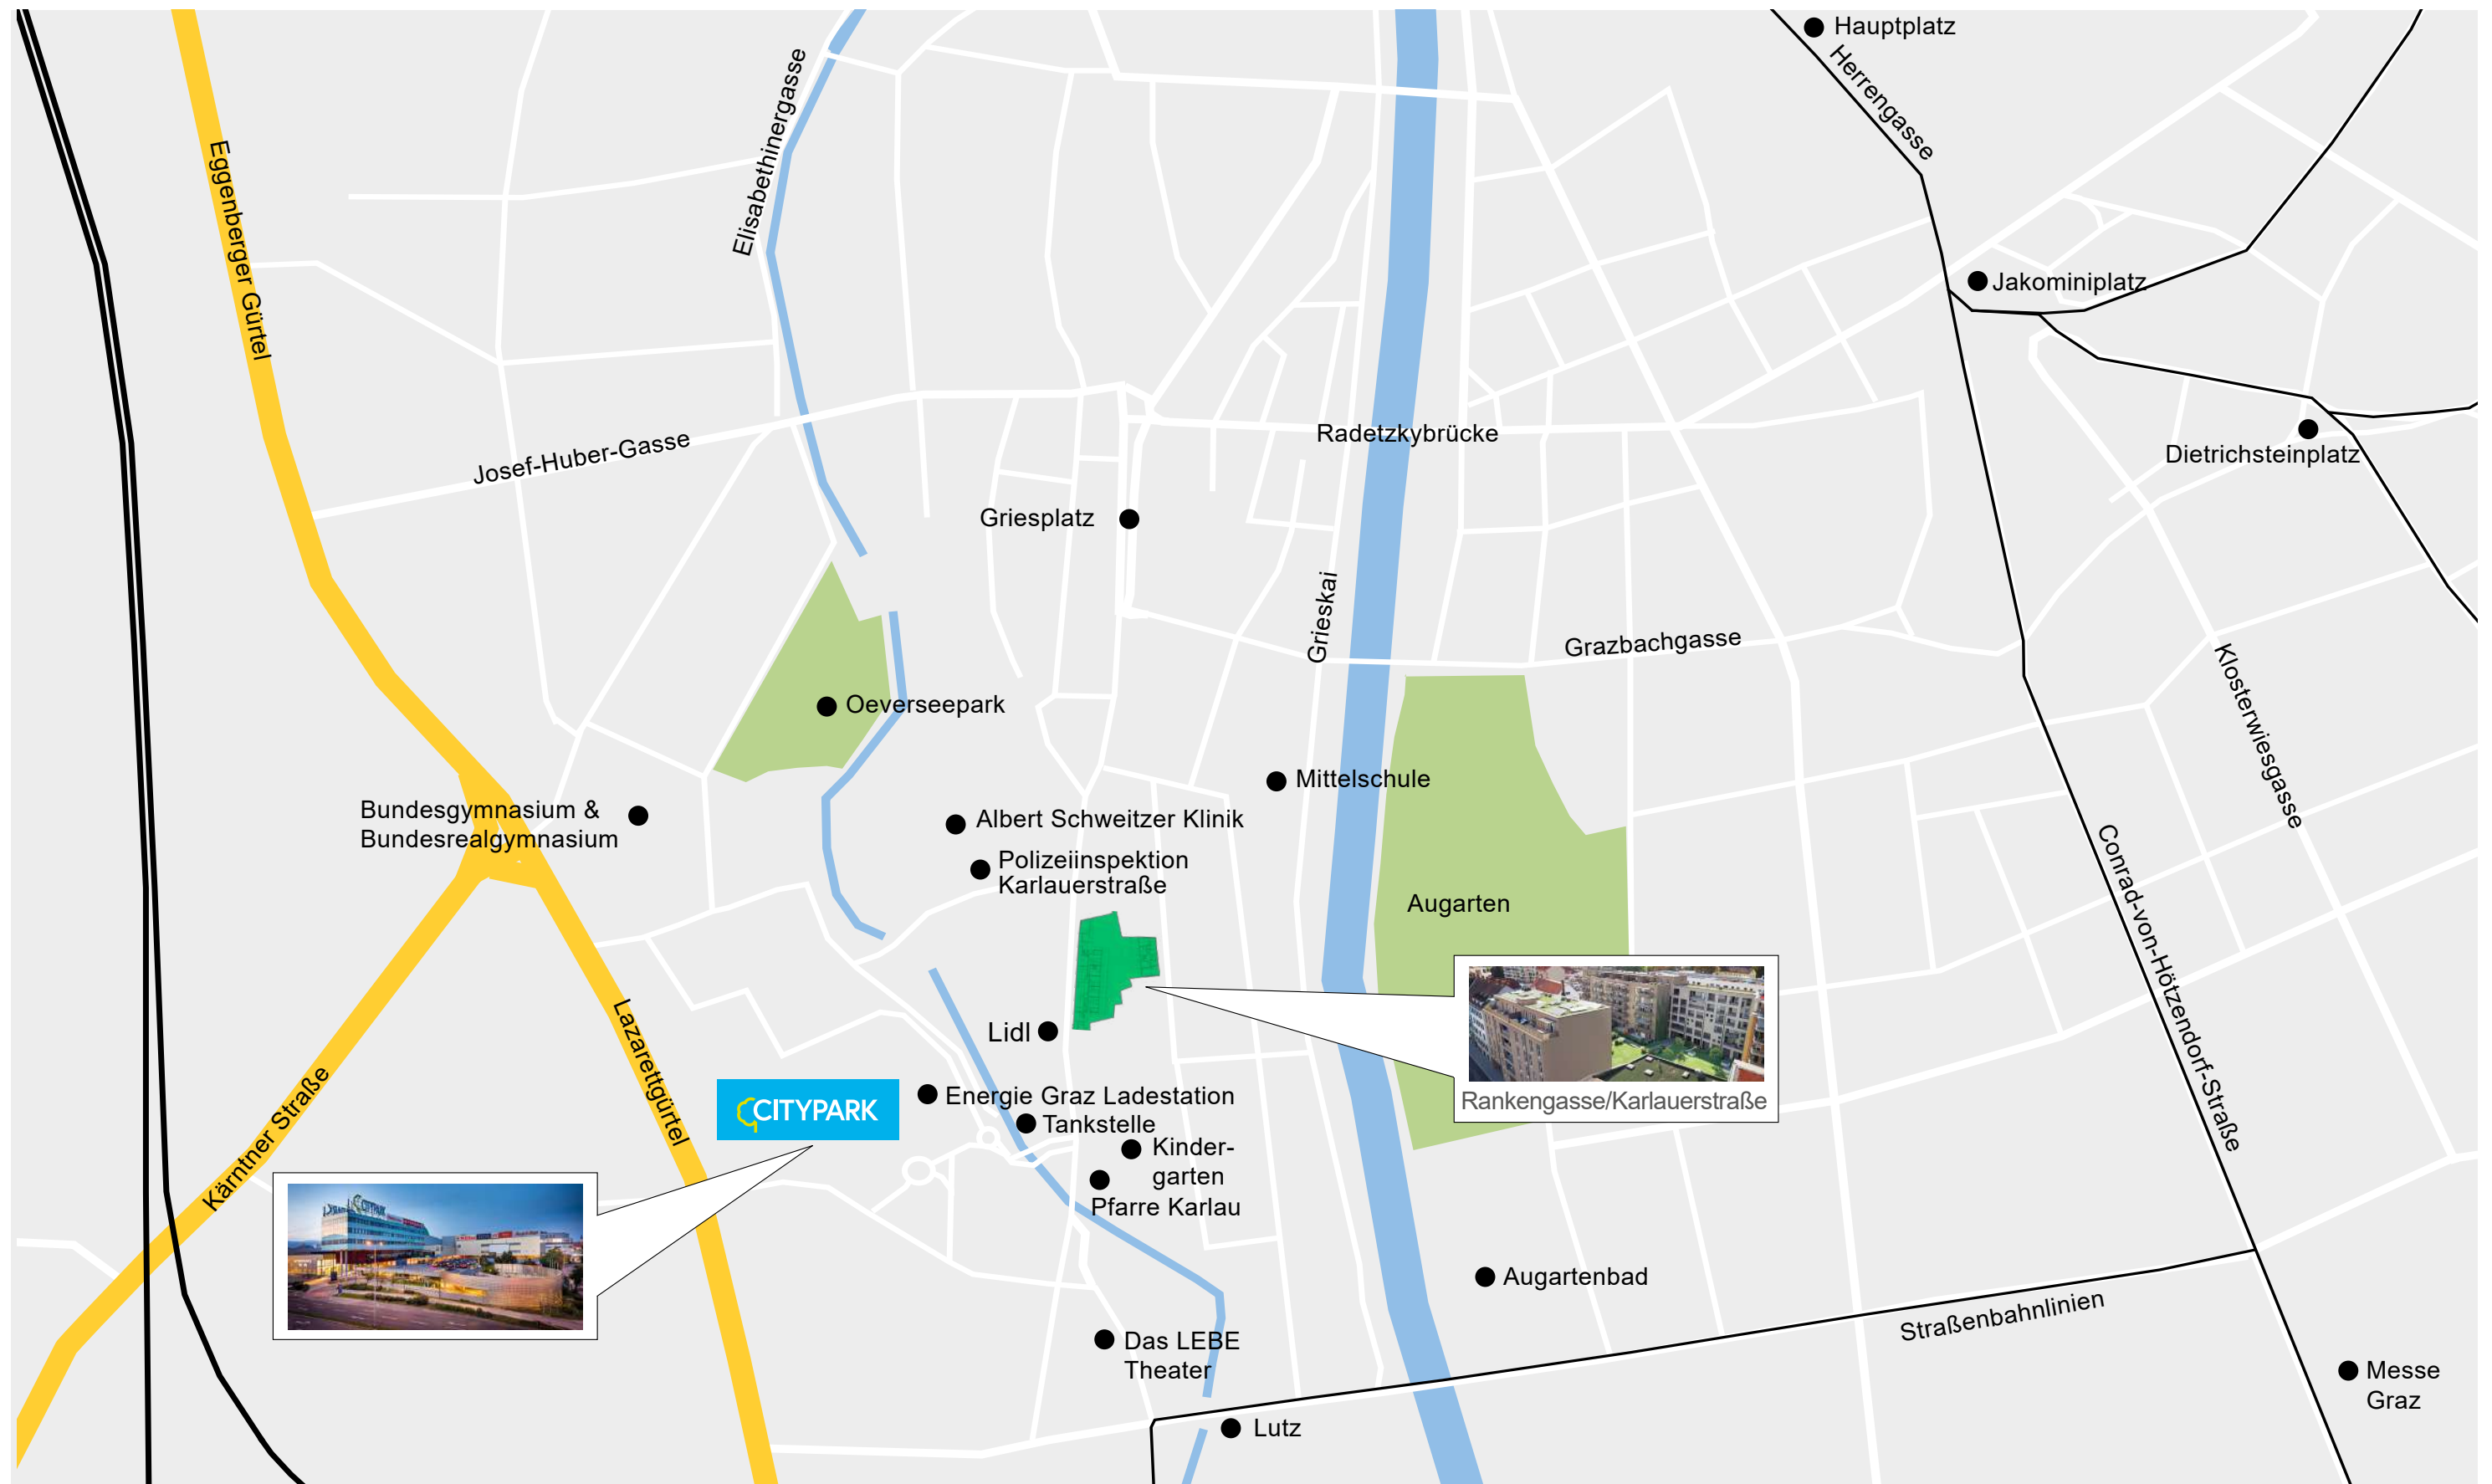 Hauptplatz
Herrengasse
Elisabethinergasse
Eggenberger Gürtel
Jakominiplatz
Radetzkybrücke
Josef-Huber-Gasse
Dietrichsteinplatz
Griesplatz
Grieskai
Grazbachgasse
Klosterwiesgasse
Oeverseepark
Mittelschule
Bundesgymnasium &
Bundesrealgymnasium
Albert Schweitzer Klinik
Polizeiinspektion
Karlauerstraße
Augarten
Conrad-von-Hötzendorf-Straße
Lidl
Lazarettgürtel
Kärntner Straße
CITYPARK
Energie Graz Ladestation
Tankstelle
Rankengasse/Karlauerstraße
Kinder-
garten
Pfarre Karlau
CITYPARK
Augartenbad
Straßenbahnlinien
Das LEBE
Theater
Messe
Graz
Lutz